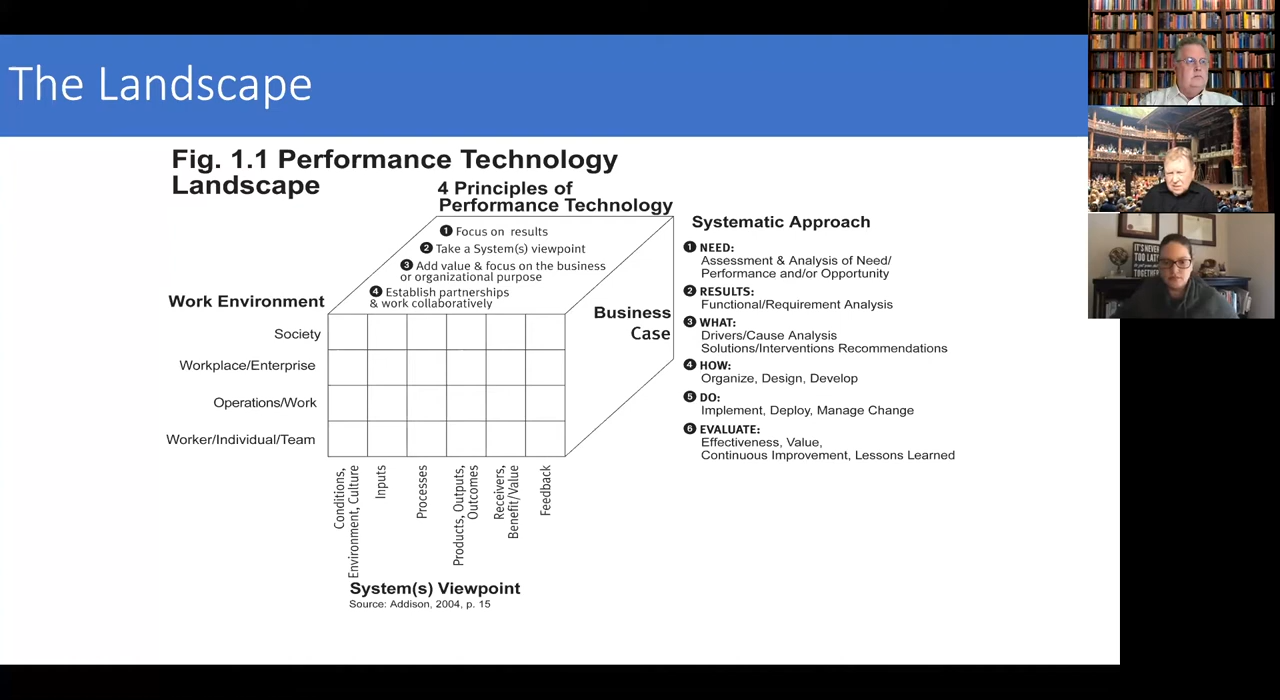 The Landscape
Fig. 1.1 Performance Technology
Landscape
4 Principles of
Performance Technology
1 Focus on results
2 Take a System(s) viewpoint
3 Add value & focus on the business
or organizational purpose
4 Establish partnerships
& work collaboratively
Work Environment
Society
Workplace/Enterprise
Operations/Work
Worker/Individual/Team
Business
Case
Conditions,
Environment, Culture
Inputs
Processes
Products, Outputs,
Outcomes
Receivers,
Benefit/Value
Feedback
System(s) Viewpoint
Source: Addison, 2004, p. 15
Systematic Approach
1 NEED:
Assessment & Analysis of Need/
Performance and/or Opportunity
2 RESULTS:
Functional/Requirement Analysis
3 WHAT:
Drivers/Cause Analysis
Solutions/Interventions Recommendations
4 HOW:
Organize, Design, Develop
5 DO:
Implement, Deploy, Manage Change
6 EVALUATE:
Effectiveness, Value,
Continuous Improvement, Lessons Learned
IT'S NEVER
TOO LATE
TOGETHER